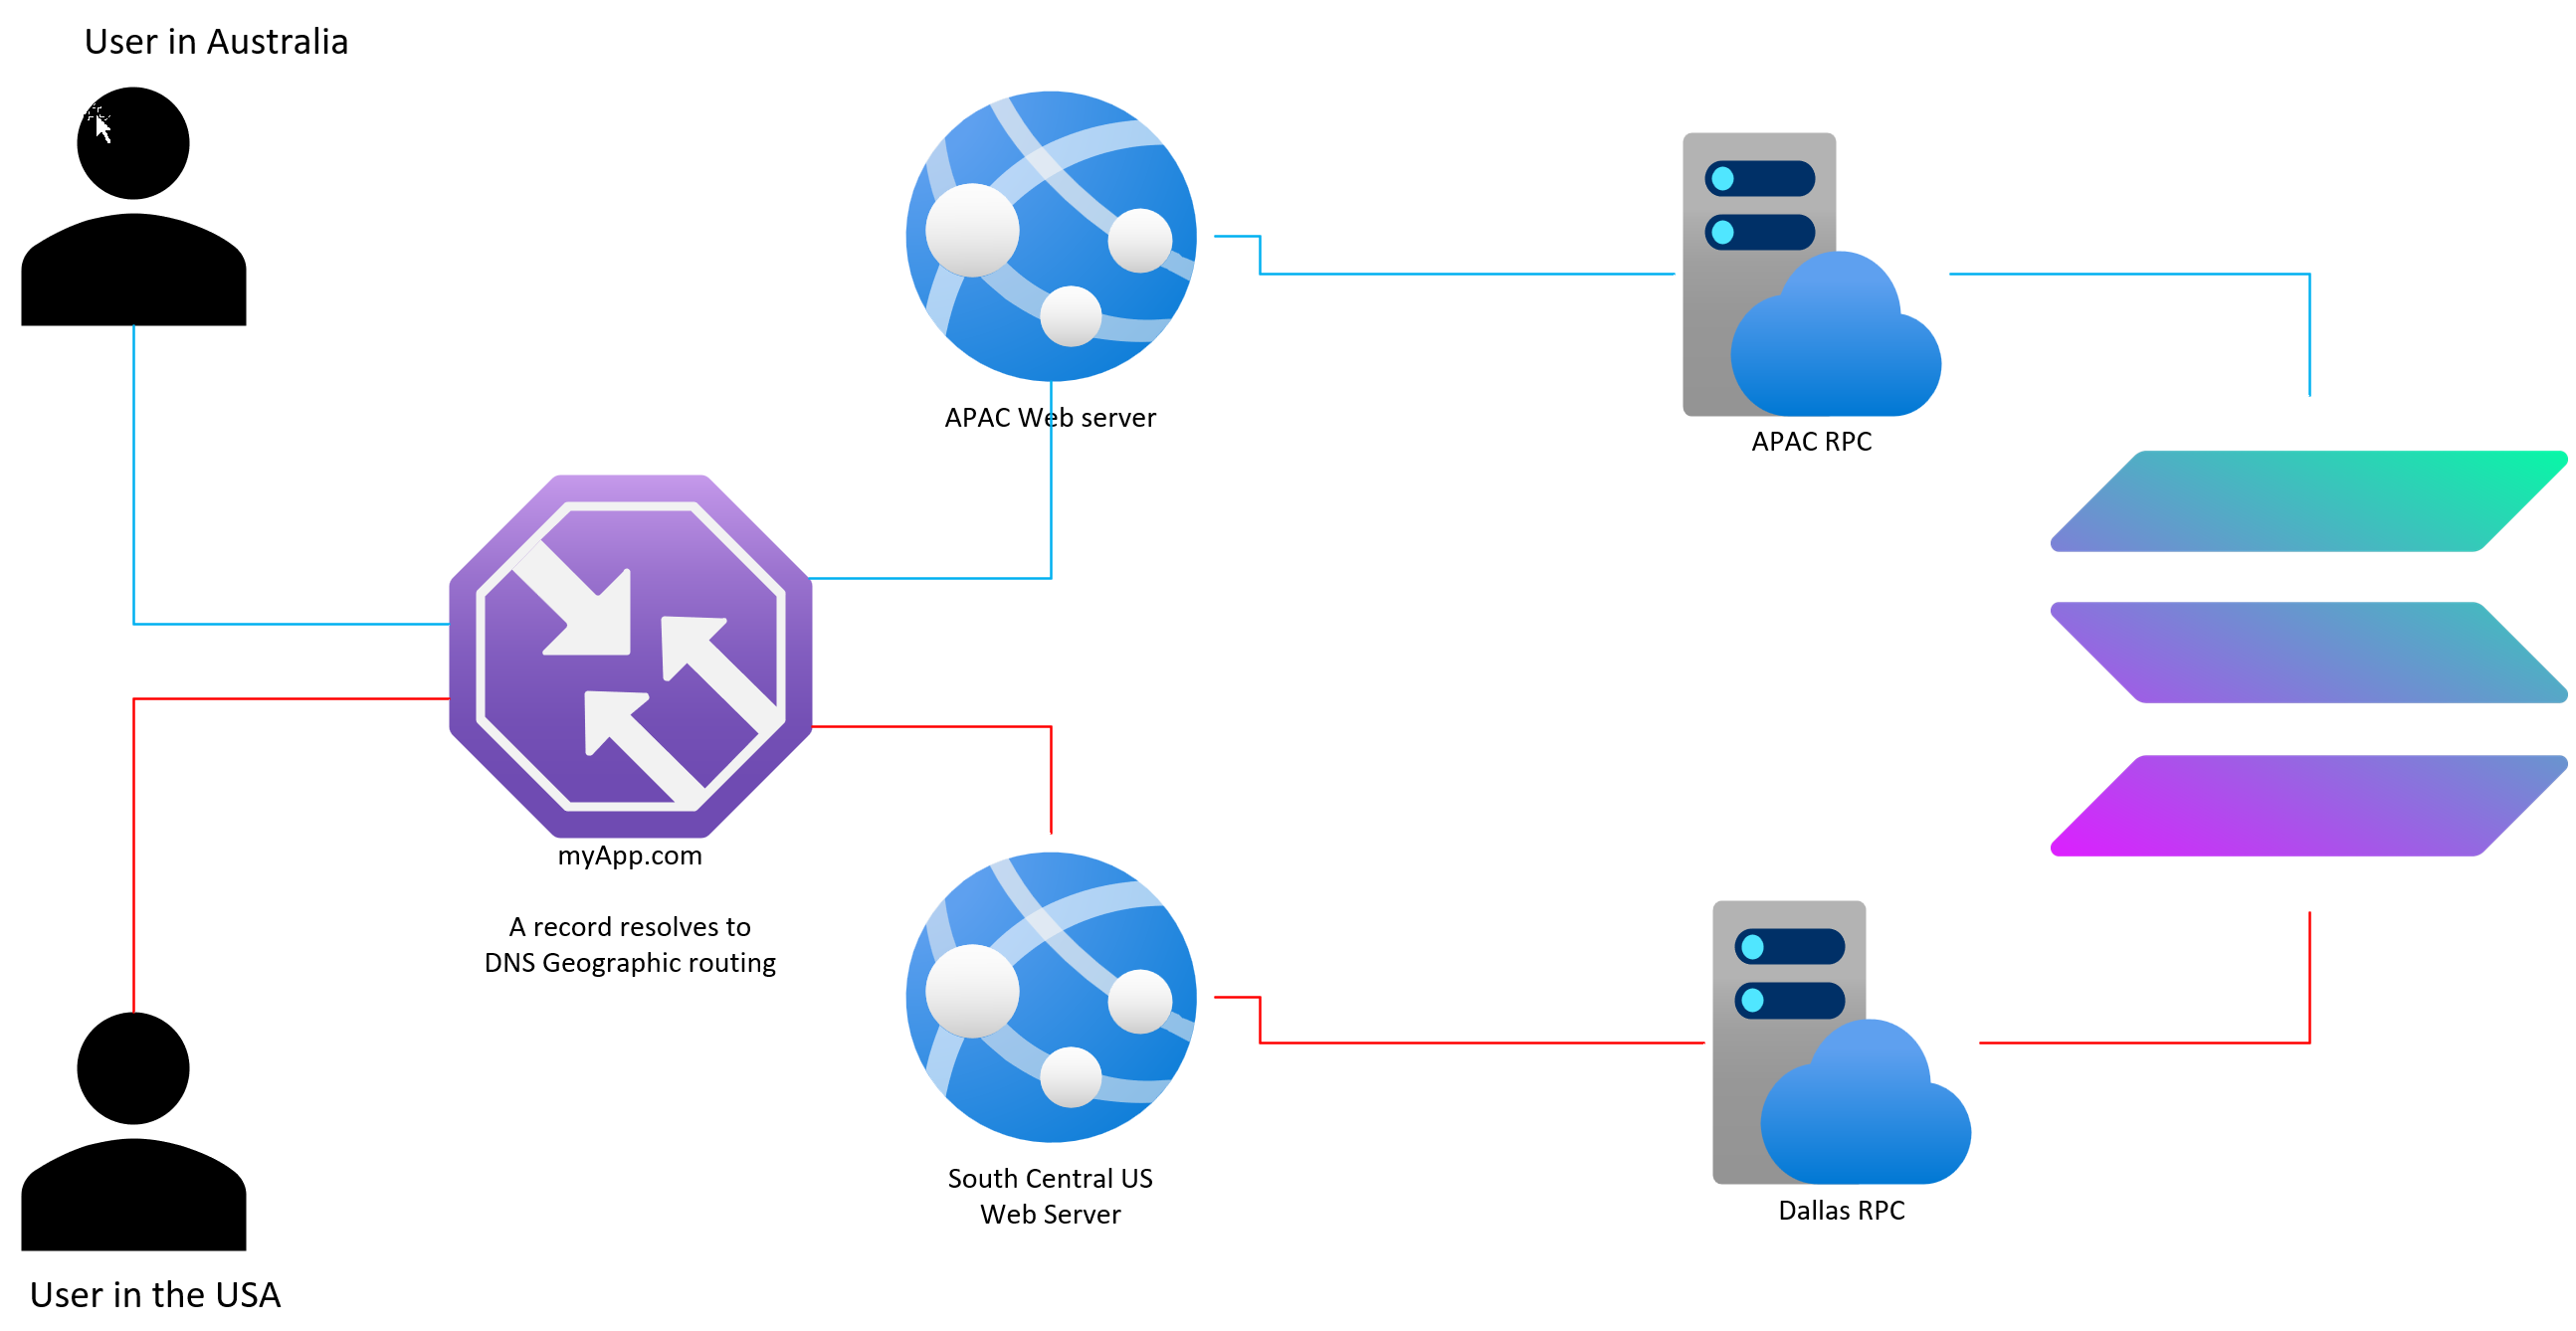 User in Australia
APAC Web server
APAC RPC
myApp.com
A record resolves to
DNS Geographic routing
South Central US
Web Server
Dallas RPC
User in the USA